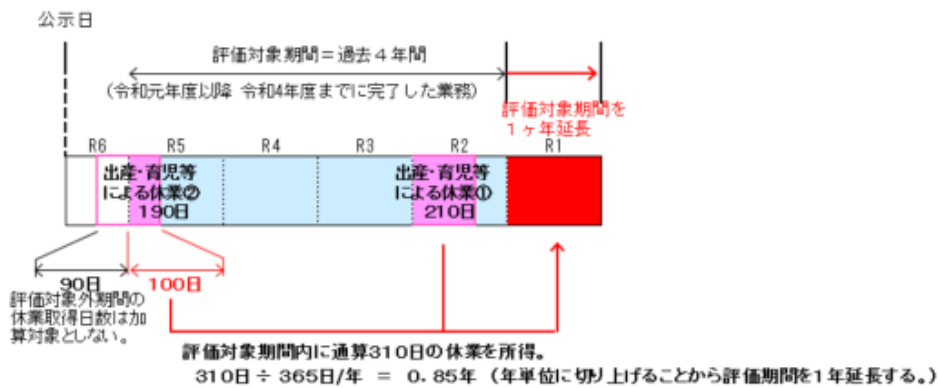 公示日
評価対象期間＝過去４年間
(令和元年度以降 令和4年度までに完了した業務)
評価対象期間を
１ヶ年延長
R6 R5 R4 R3 R2 R1
出産・育児等
による休業②
190日
出産・育児等
による休業①
210日
90日
100日
評価対象外期間の
休業取得日数は加
算対象としない。
評価対象期間内に通算310日の休業を所得。
310日 ÷ 365日/年 ＝ 0.85年 （年単位に切り上げることから評価期間を1年延長する。）